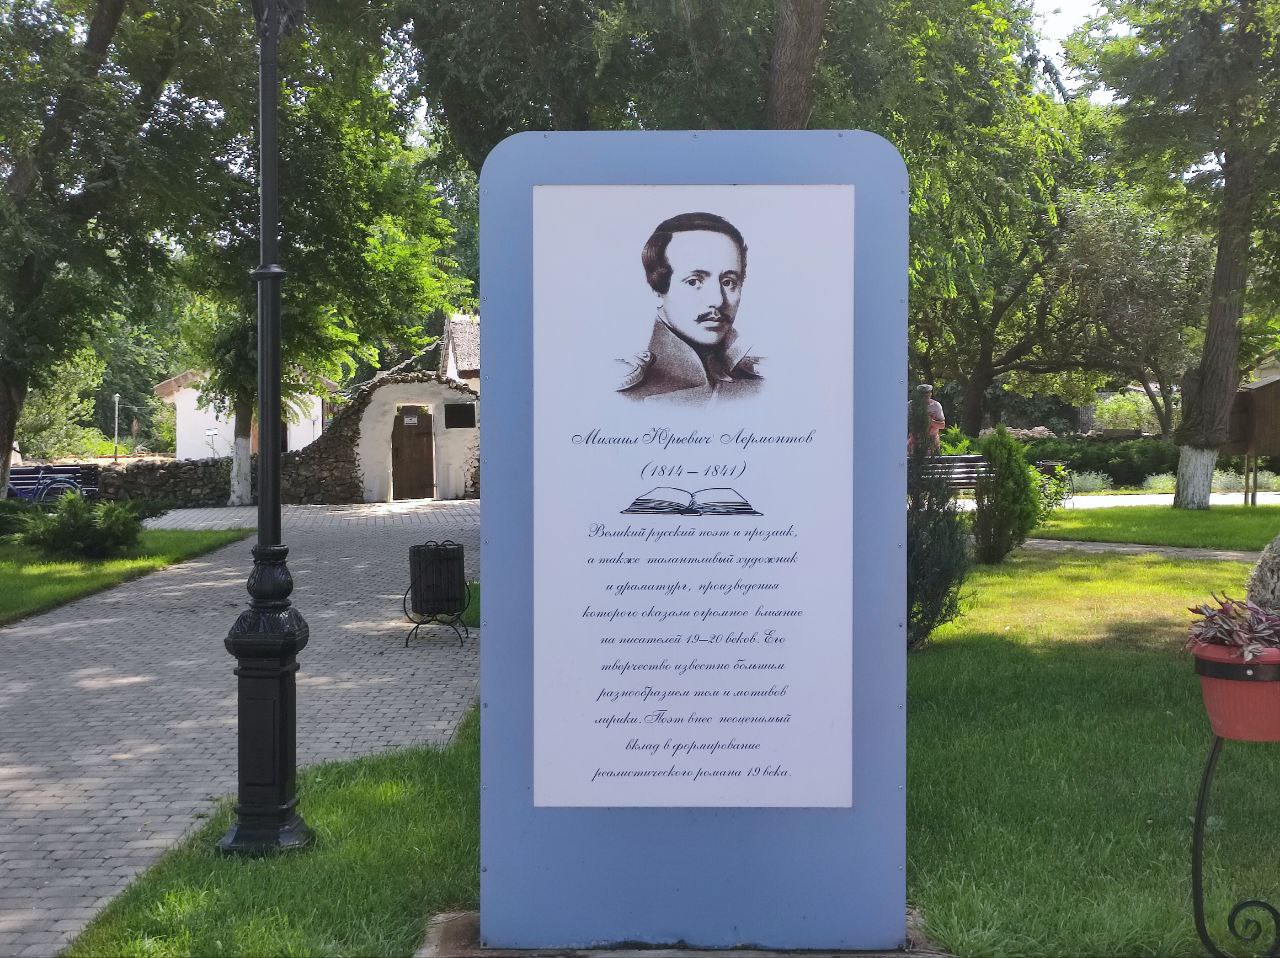 Михаил Юрьевич Лермонтов
(1814 – 1841)
Великий русский поэт и прозаик,
а также талантливый художник
и драматург, произведения
которого оказали огромное влияние
на писателей 19–20 веков. Его
творчество известно большим
разнообразием тем и мотивов
лирики. Поэт внес неоценимый
вклад в формирование
реалистического романа 19 века.